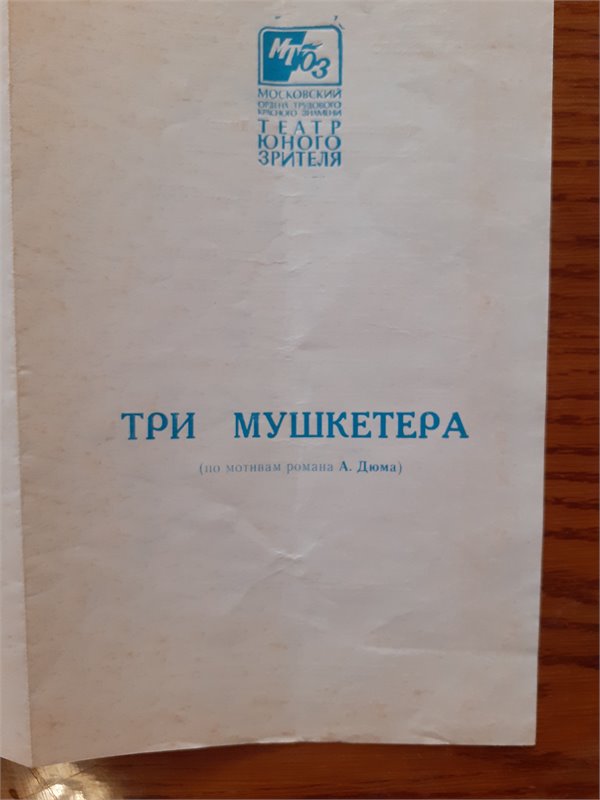 МТЮЗ
МОСКОВСКИЙ
ОРДЕНА ТРУДОВОГО
КРАСНОГО ЗНАМЕНИ
ТЕАТР
ЮНОГО
ЗРИТЕЛЯ
ТРИ МУШКЕТЕРА
(по мотивам романа А. Дюма)